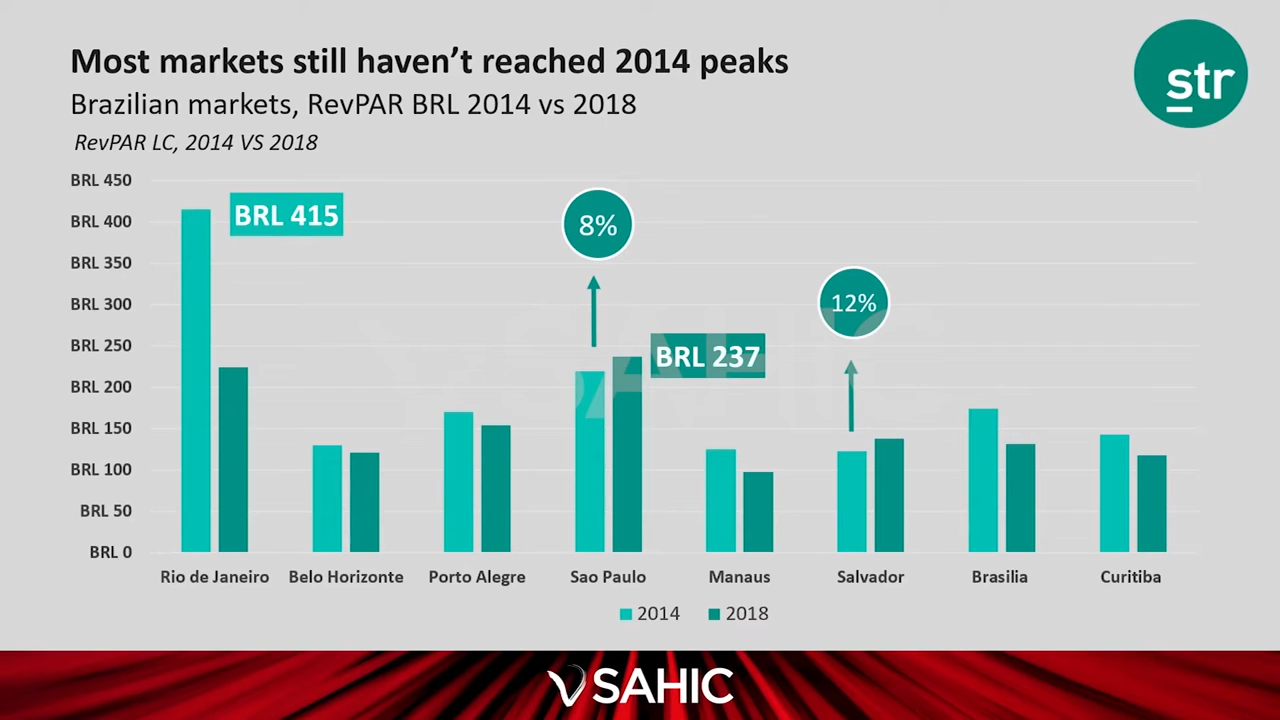 Most markets still haven't reached 2014 peaks
str
Brazilian markets, RevPAR BRL 2014 vs 2018
RevPAR LC, 2014 VS 2018
BRL 450
BRL 400
BRL 350
BRL 300
BRL 250
BRL 200
BRL 150
BRL 100
BRL 50
BRL 0
BRL 415
8%
BRL 237
12%
SAHIC
Rio de Janeiro Belo Horizonte Porto Alegre Sao Paulo Manaus Salvador Brasilia Curitiba
2014 2018
SAHIC